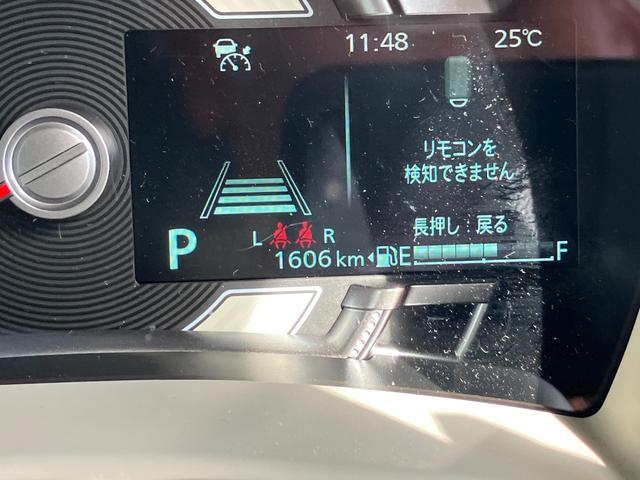 11:48 25℃
リモコンを
検知できません
長押し：戻る
P L R
1606 km E F